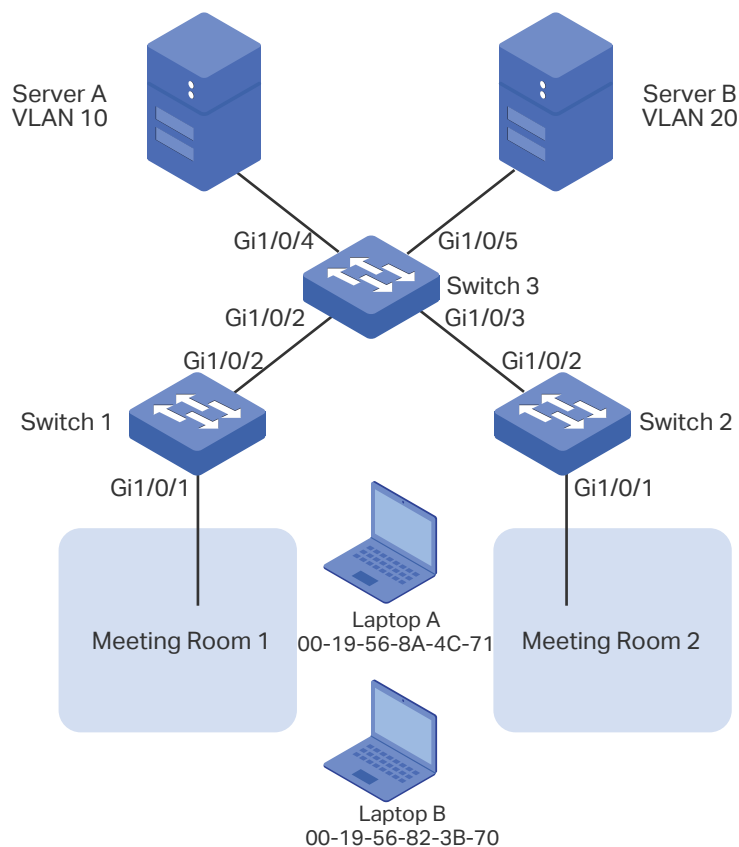 Server A
VLAN 10
Server B
VLAN 20
Gi1/0/4
Gi1/0/5
Switch 3
Gi1/0/2
Gi1/0/3
Gi1/0/2
Gi1/0/2
Switch 1
Switch 2
Gi1/0/1
Gi1/0/1
Laptop A
00-19-56-8A-4C-71
Meeting Room 1
Meeting Room 2
Laptop B
00-19-56-82-3B-70